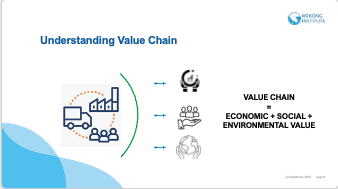 MEKONG
INSTITUTE
Understanding Value Chain
VALUE CHAIN
=
ECONOMIC + SOCIAL +
ENVIRONMENTAL VALUE